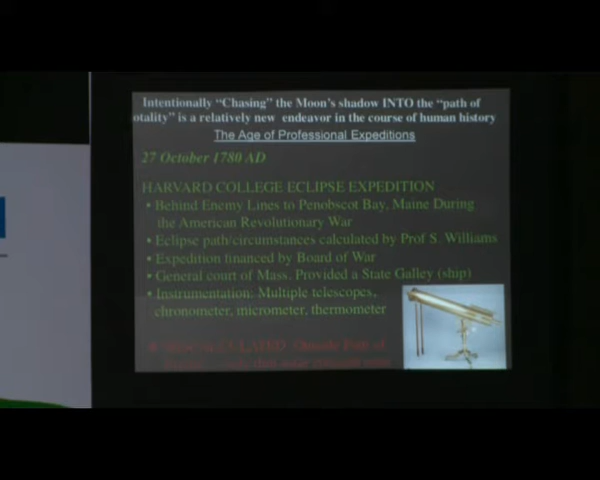 Intentionally "Chasing" the Moon's shadow INTO the "path of
otality" is a relatively new endeavor in the course of human history
The Age of Professional Expeditions
27 October 1780 AD
HARVARD COLLEGE ECLIPSE EXPEDITION
• Behind Enemy Lines to Penobscot Bay, Maine During
the American Revolutionary War
• Eclipse path/circumstances calculated by Prof S. Williams
• Expedition financed by Board of War
• General court of Mass. Provided a State Galley (ship)
• Instrumentation: Multiple telescopes,
chronometer, micrometer, thermometer
Path of